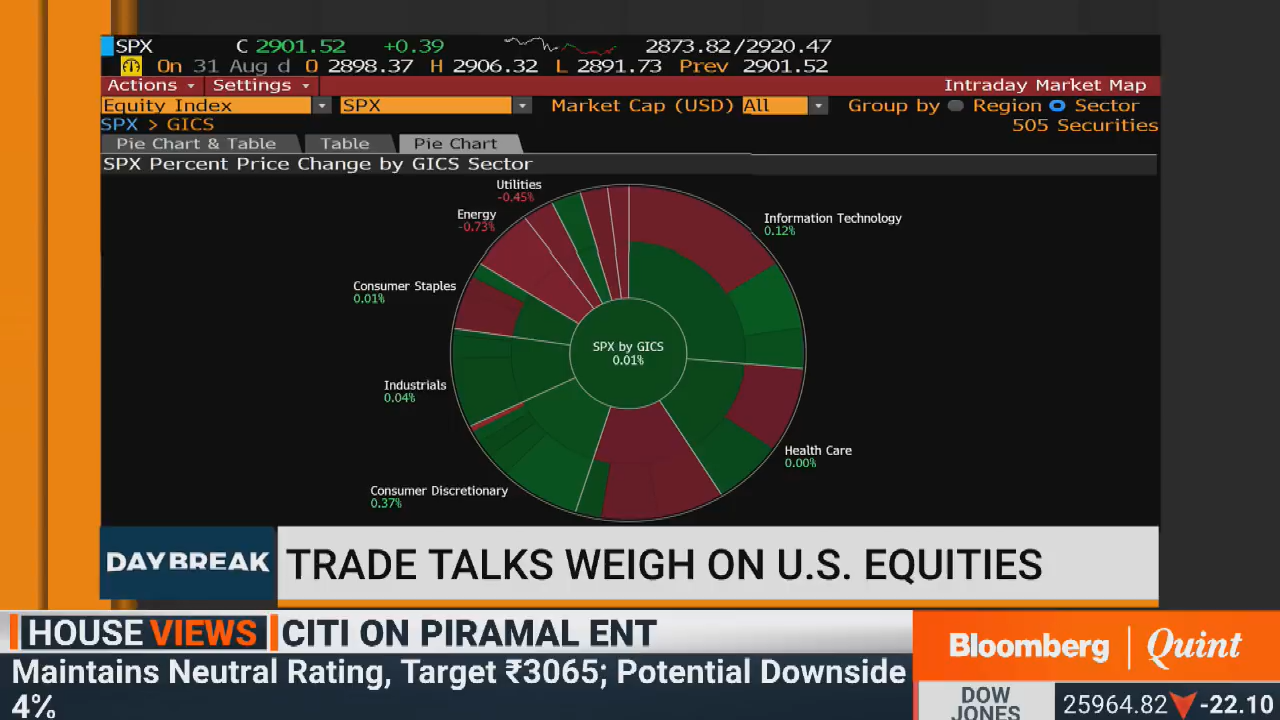 SPX C 2901.52 +0.39 2873.82/2920.47
On 31 Aug d O 2898.37 H 2906.32 L 2891.73 Prev 2901.52
Actions Settings Intraday Market Map
Equity Index SPX Market Cap (USD) All Group by Region Sector
SPX > GICS 505 Securities
Pie Chart & Table Table Pie Chart
SPX Percent Price Change by GICS Sector
Utilities
-0.45%
Energy
-0.73%
Information Technology
0.12%
Consumer Staples
0.01%
SPX by GICS
0.01%
Industrials
0.04%
Health Care
0.00%
Consumer Discretionary
0.37%
DAYBREAK TRADE TALKS WEIGH ON U.S. EQUITIES
HOUSE VIEWS CITI ON PIRAMAL ENT
Maintains Neutral Rating, Target ₹3065; Potential Downside
4%
Bloomberg | Quint
DOW
JONES
25964.82 -22.10